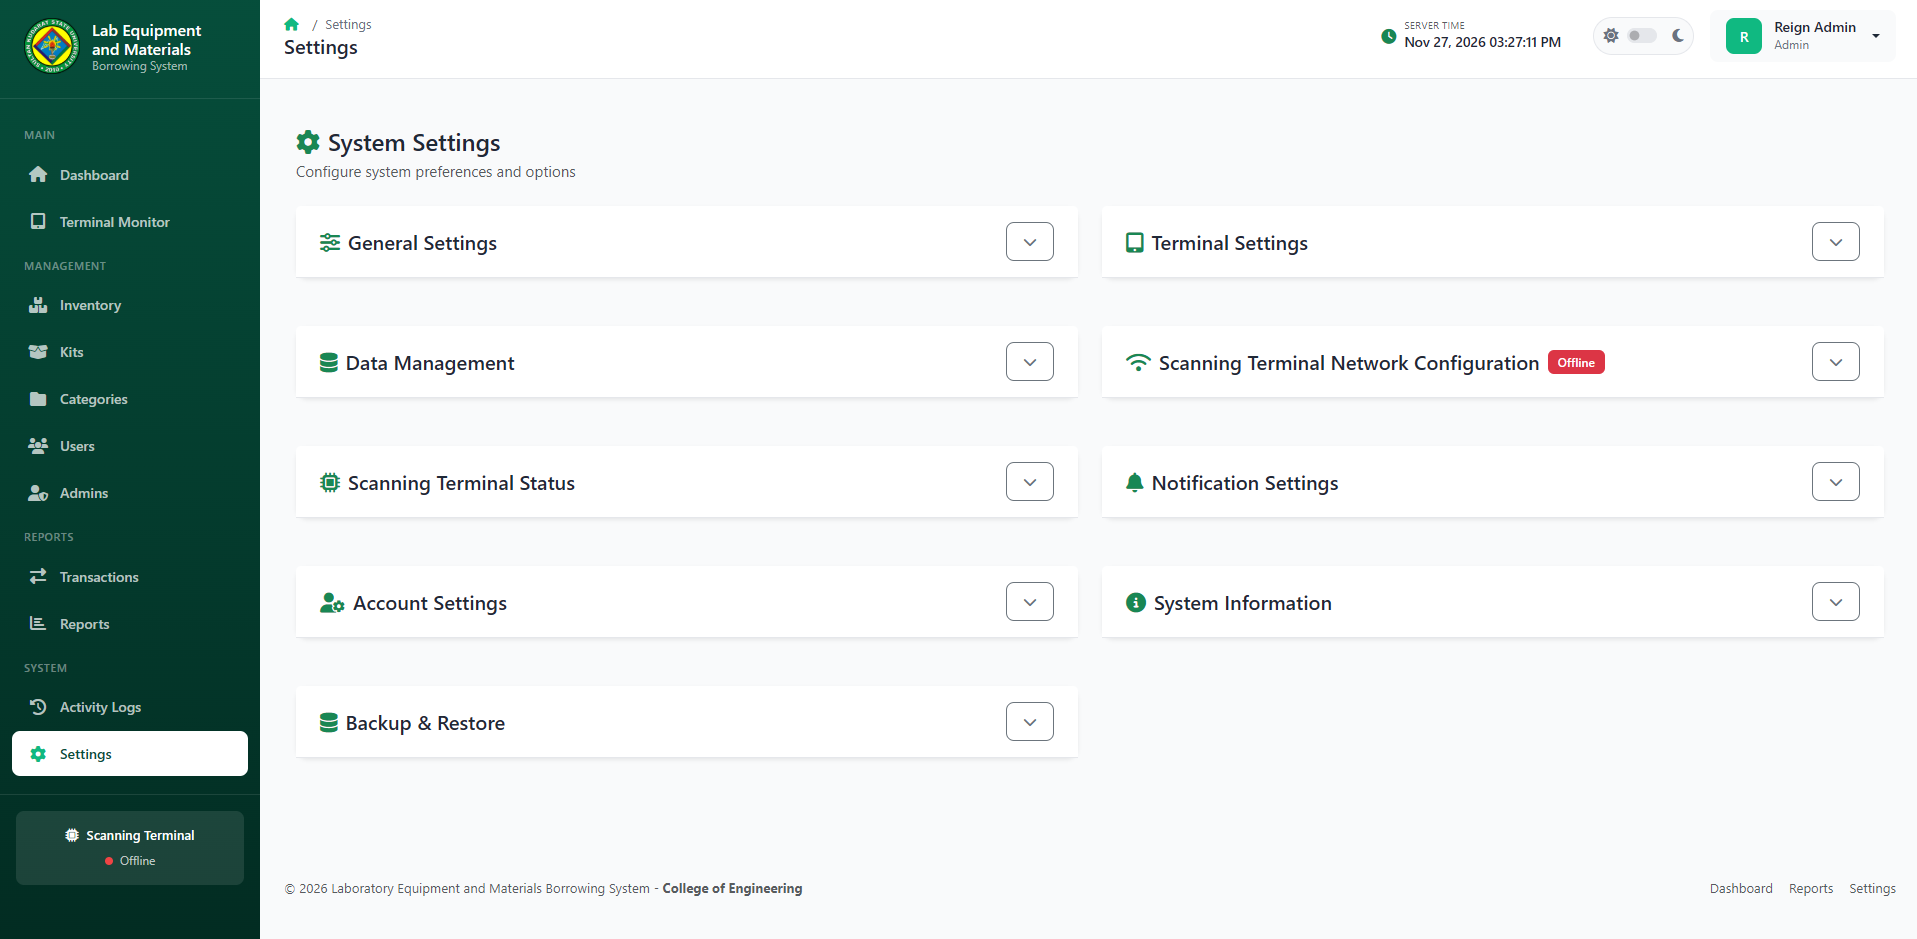 Lab Equipment
and Materials
Borrowing System
MAIN
Dashboard
Terminal Monitor
MANAGEMENT
Inventory
Kits
Categories
Users
Admins
REPORTS
Transactions
Reports
SYSTEM
Activity Logs
Settings
Scanning Terminal
Offline
/ Settings
Settings
SERVER TIME
Nov 27, 2026 03:27:11 PM
R
Reign Admin
Admin
System Settings
Configure system preferences and options
General Settings
Terminal Settings
Data Management
Scanning Terminal Network Configuration Offline
Scanning Terminal Status
Notification Settings
Account Settings
System Information
Backup & Restore
© 2026 Laboratory Equipment and Materials Borrowing System - College of Engineering
Dashboard Reports Settings